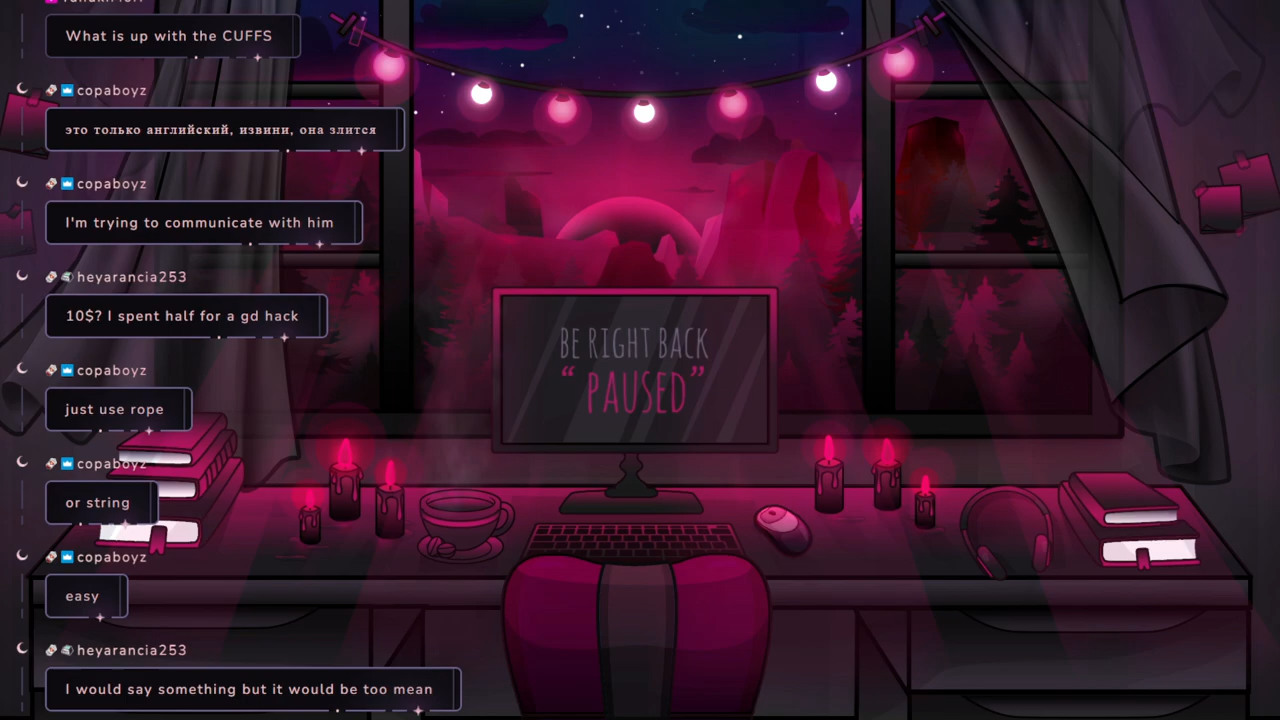 What is up with the CUFFS
copaboyz
это только английский, извини, она злится
copaboyz
I'm trying to communicate with him
heyarancia253
10$? I spent half for a gd hack
copaboyz
just use rope
copaboyz
or string
copaboyz
easy
heyarancia253
I would say something but it would be too mean
BE RIGHT BACK
“ PAUSED”